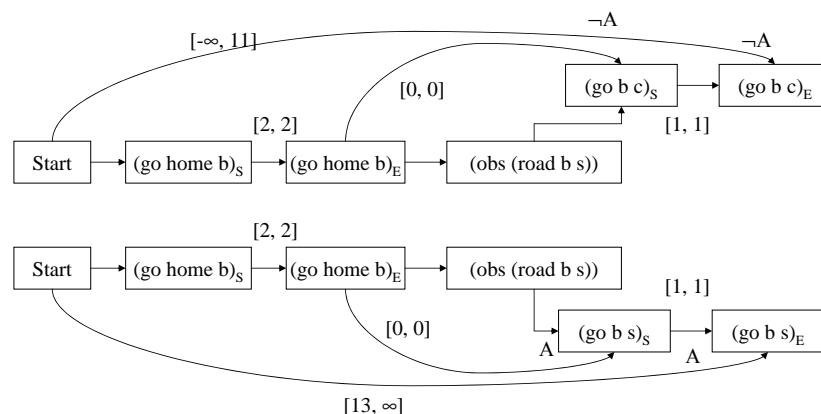 ¬A
[-∞, 11]
¬A
[0, 0]
(go b c)S
(go b c)E
[2, 2]
[1, 1]
Start
(go home b)S
(go home b)E
(obs (road b s))
[2, 2]
Start
(go home b)S
(go home b)E
(obs (road b s))
[1, 1]
[0, 0]
(go b s)S
(go b s)E
A
A
[13, ∞]